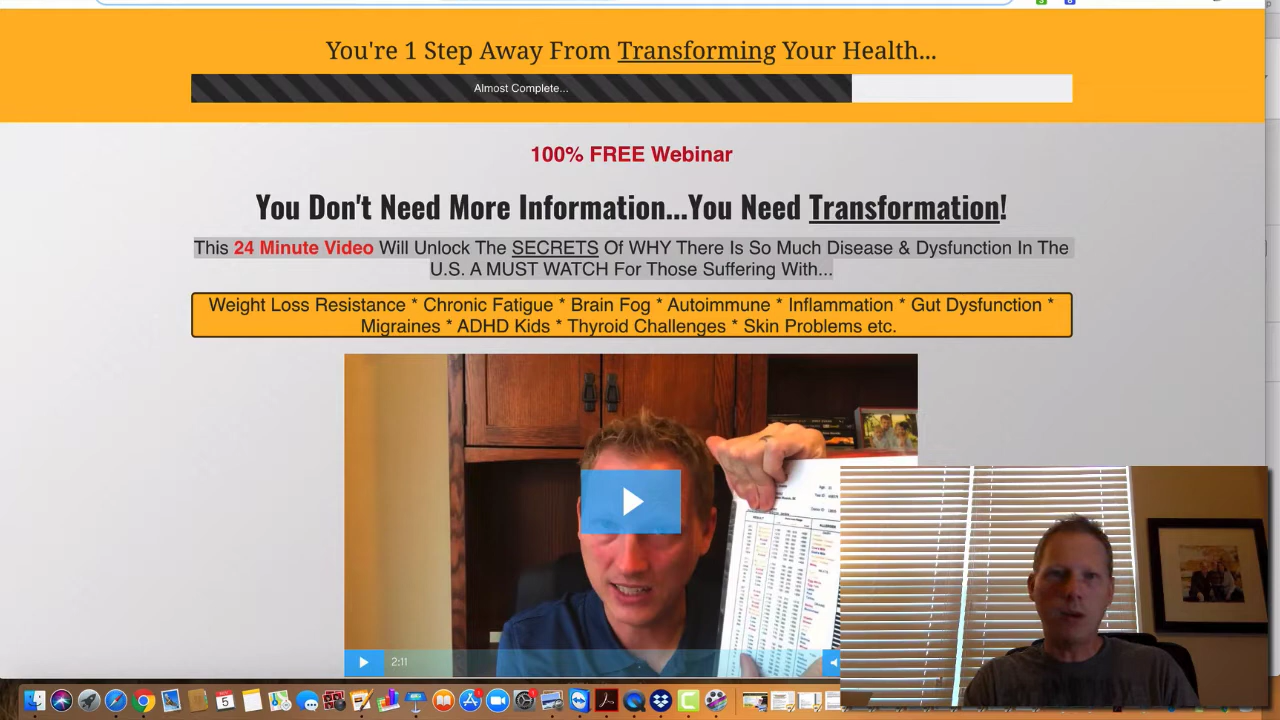 You're 1 Step Away From Transforming Your Health...
Almost Complete...
100% FREE Webinar
You Don't Need More Information...You Need Transformation!
This 24 Minute Video Will Unlock The SECRETS Of WHY There Is So Much Disease & Dysfunction In The
U.S. A MUST WATCH For Those Suffering With...
Weight Loss Resistance * Chronic Fatigue * Brain Fog * Autoimmune * Inflammation * Gut Dysfunction *
Migraines * ADHD Kids * Thyroid Challenges * Skin Problems etc.
2:11
5